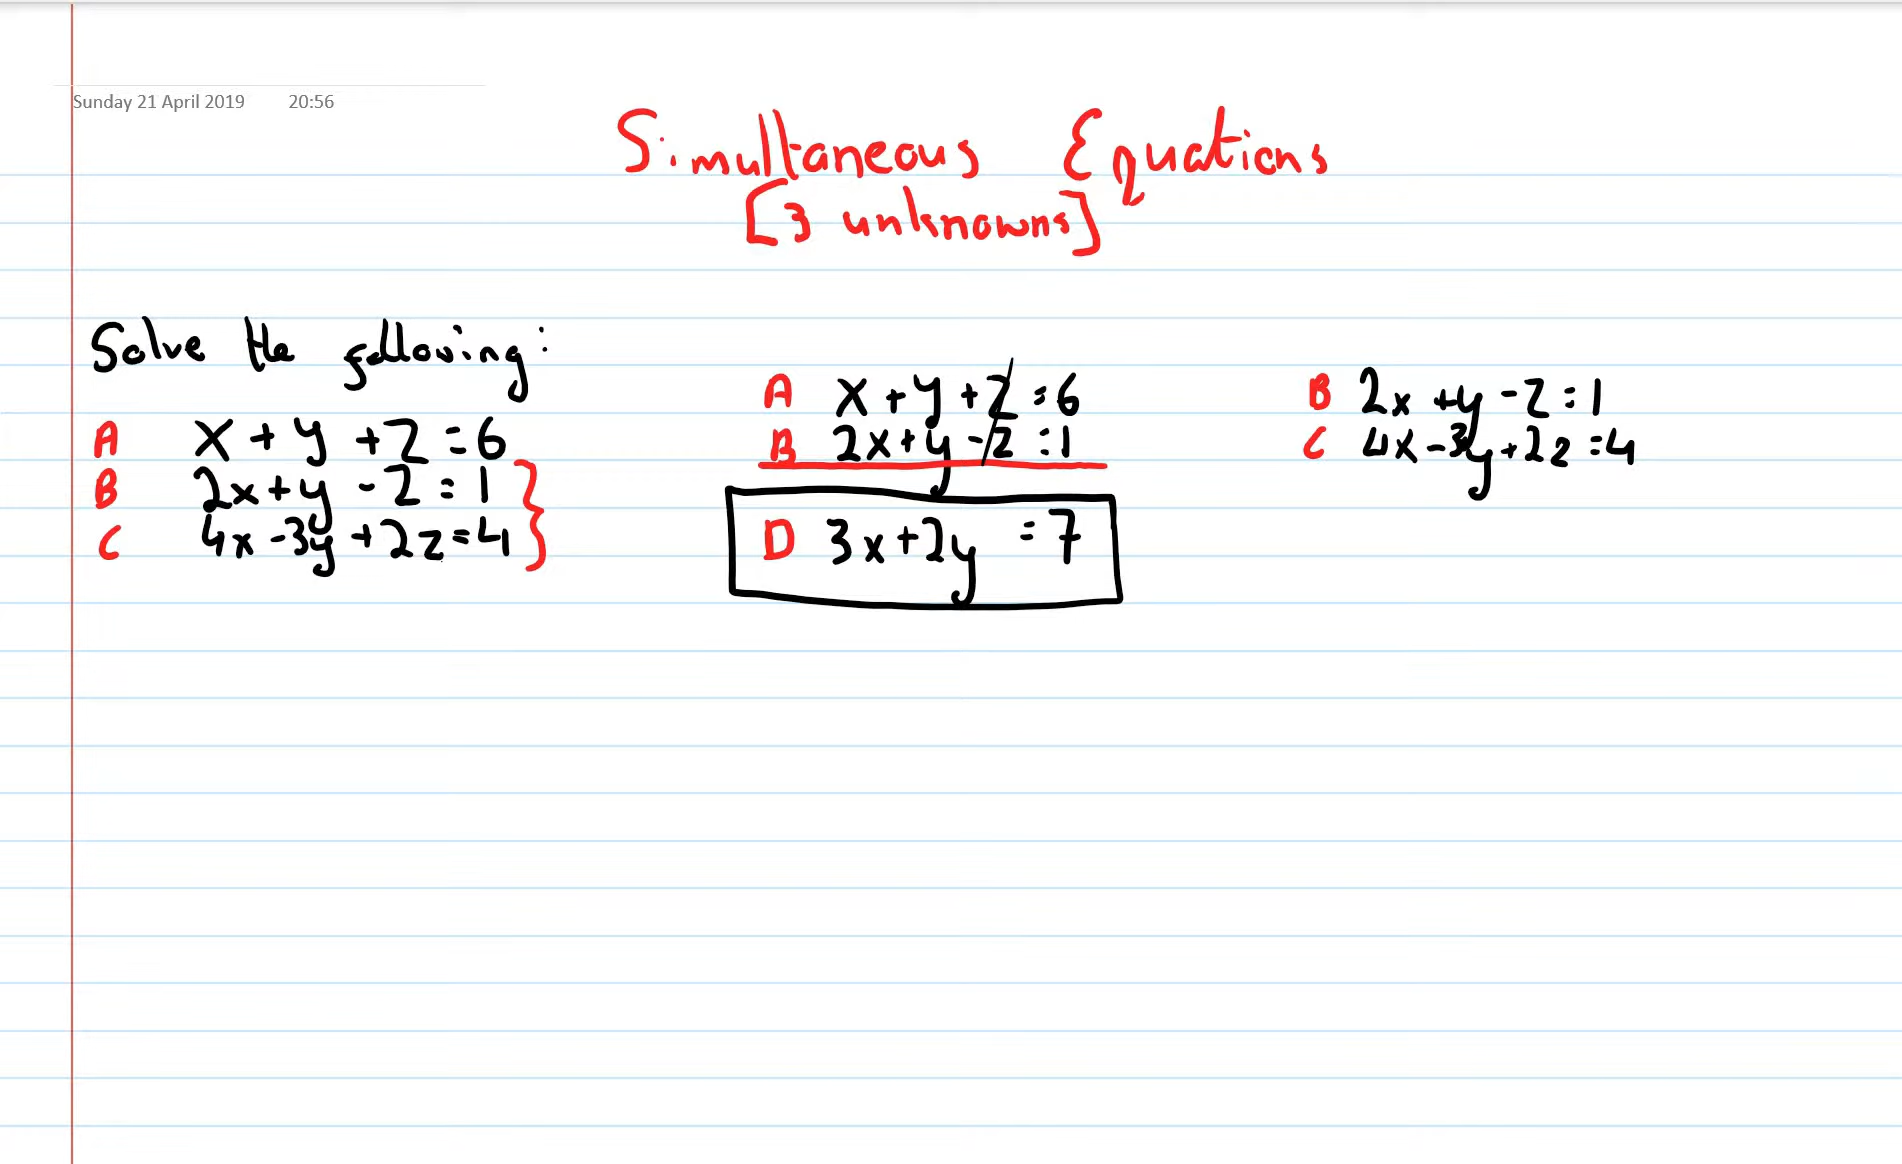 Sunday 21 April 2019 20:56
Simultaneous Equations
[3 unknowns]
Solve the following:
A x + y + z = 6
B 2x + y - z = 1
C 4x - 3y + 2z = 4
A x + y + z = 6
B 2x + y - z = 1
D 3x + 2y = 7
B 2x + y - z = 1
C 4x - 3y + 2z = 4